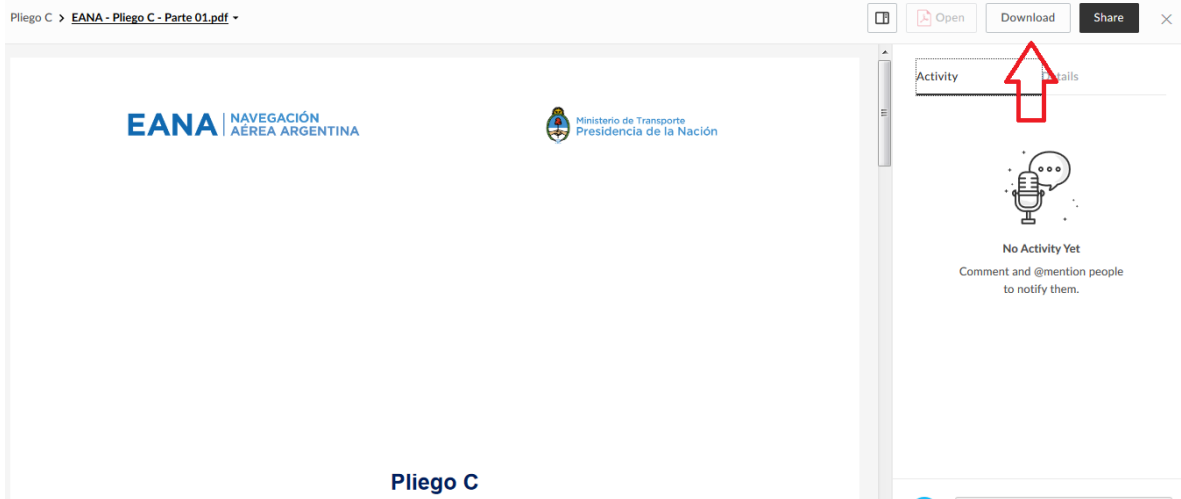 Pliego C > EANA - Pliego C - Parte 01.pdf
Open
Download
Share
Activity
Details
EANA NAVEGACIÓN
AÉREA ARGENTINA
Ministerio de Transporte
Presidencia de la Nación
No Activity Yet
Comment and @mention people
to notify them.
Pliego C